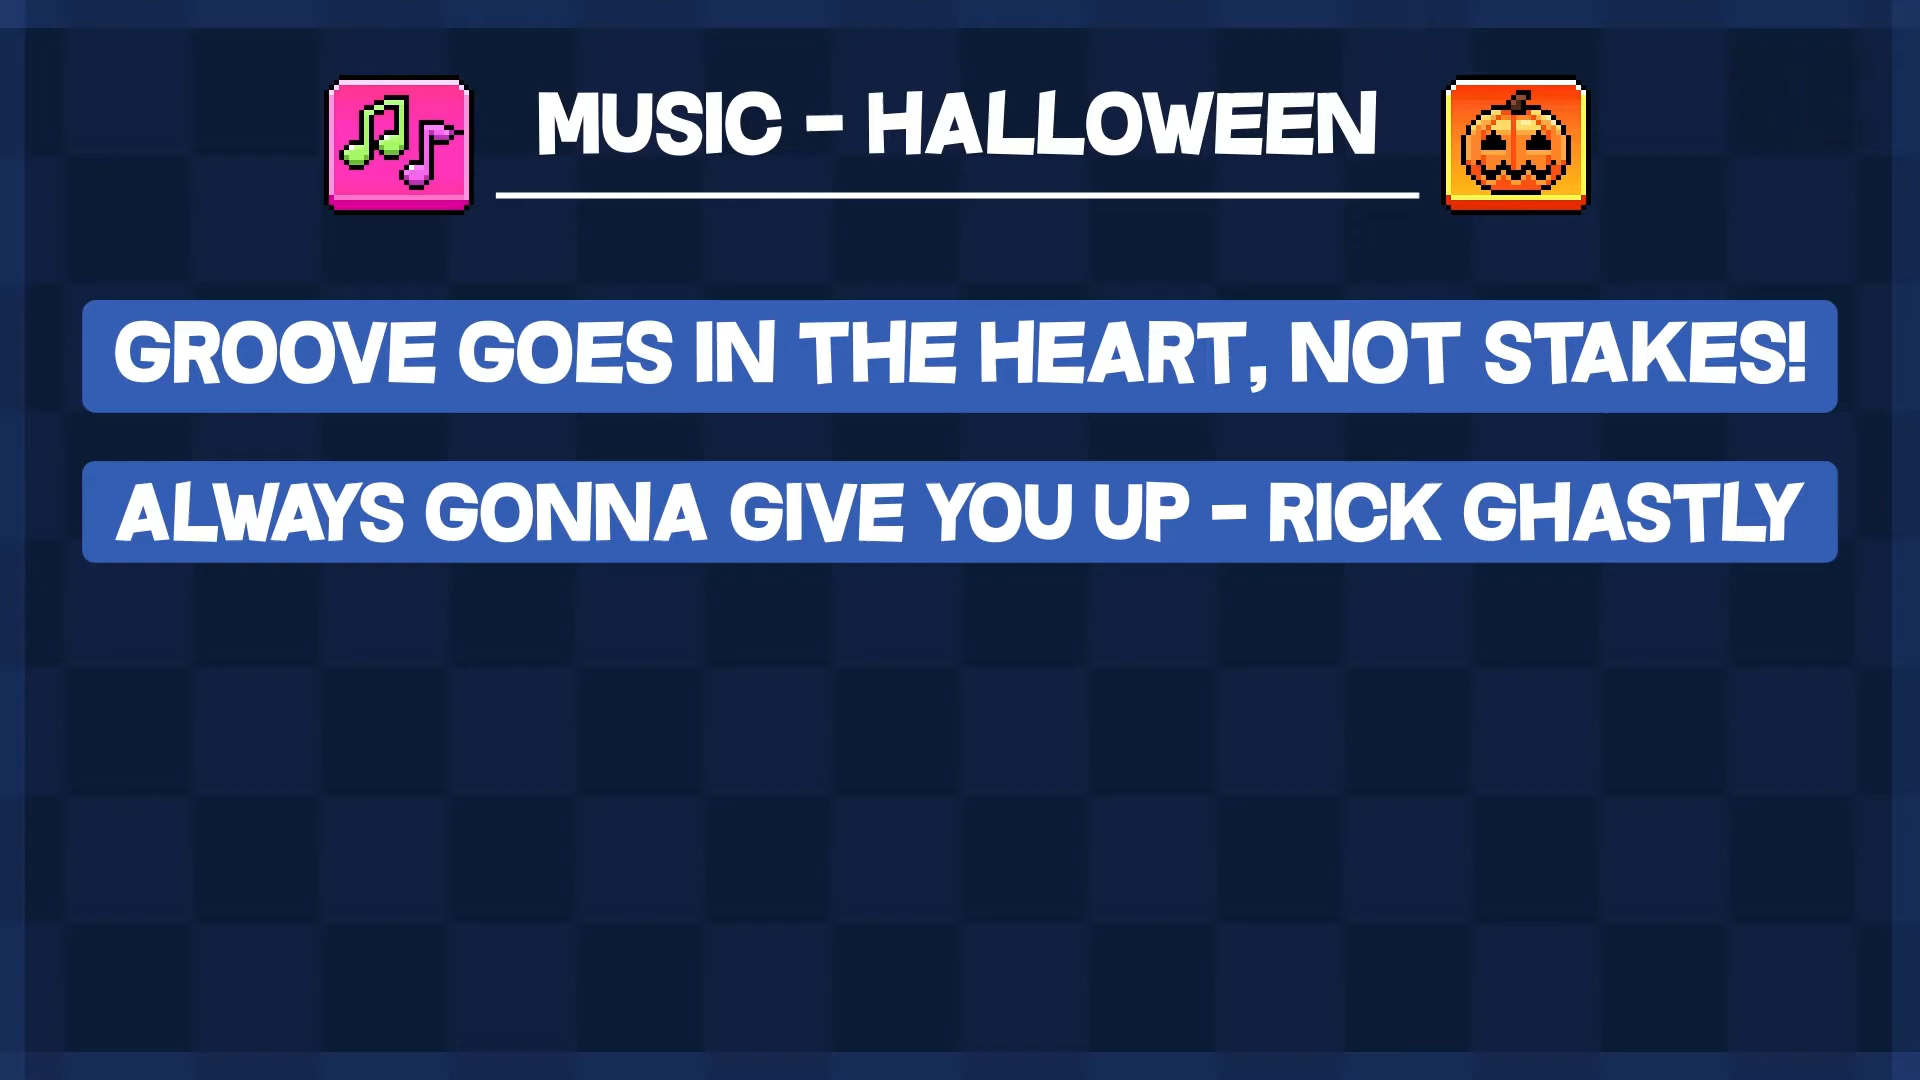 MUSIC - HALLOWEEN
GROOVE GOES IN THE HEART, NOT STAKES!
ALWAYS GONNA GIVE YOU UP - RICK GHASTLY